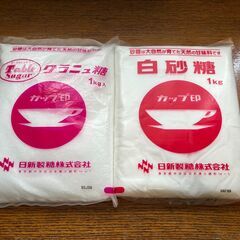 砂糖は大自然が育てた天然の甘味料です
Table
Sugar
グラニュ糖
1kg入
カップ印
日新製糖株式会社
砂糖は大自然が育てた天然の甘味料です
白砂糖
1kg
カップ印
日新製糖株式会社